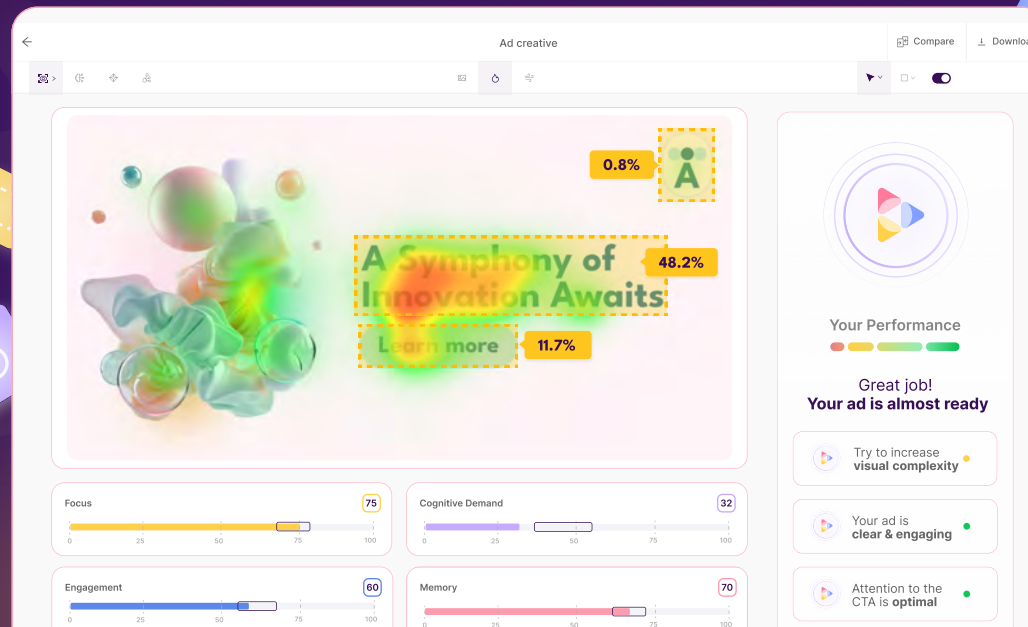 Ad creative
Compare
Downloa
A
0.8%
A Symphony of
48.2%
Innovation Awaits
Learn more
11.7%
Your Performance
Great job!
Your ad is almost ready
Try to increase
visual complexity
Your ad is
clear & engaging
Attention to the
CTA is optimal
Focus
75
0 25 50 75 100
Cognitive Demand
32
0 25 50 75 100
Engagement
60
0 25 50 75 100
Memory
70
0 25 50 75 100